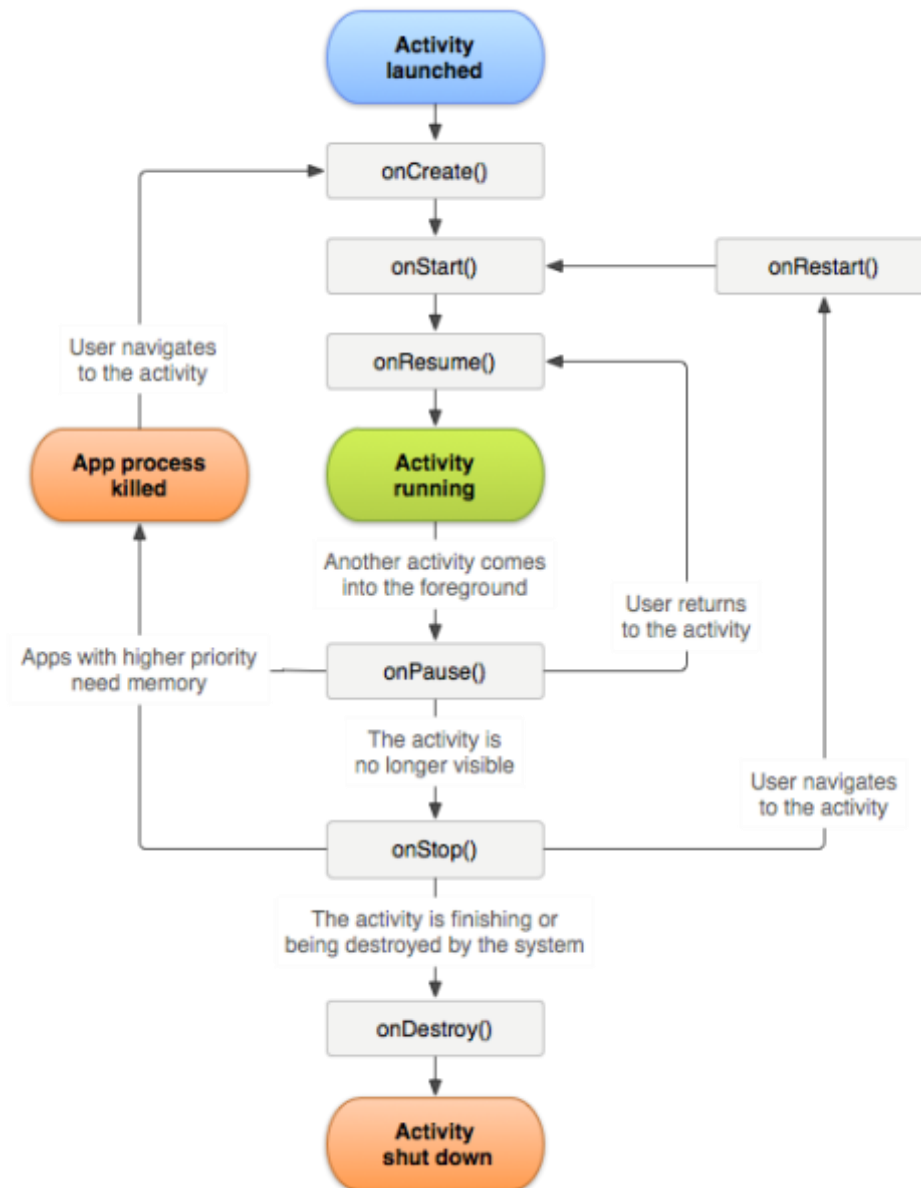 Activity
launched
onCreate()
onStart()
onRestart()
User navigates
to the activity
onResume()
App process
killed
Activity
running
Another activity comes
into the foreground
User returns
to the activity
Apps with higher priority
need memory
onPause()
The activity is
no longer visible
User navigates
to the activity
onStop()
The activity is finishing or
being destroyed by the system
onDestroy()
Activity
shut down